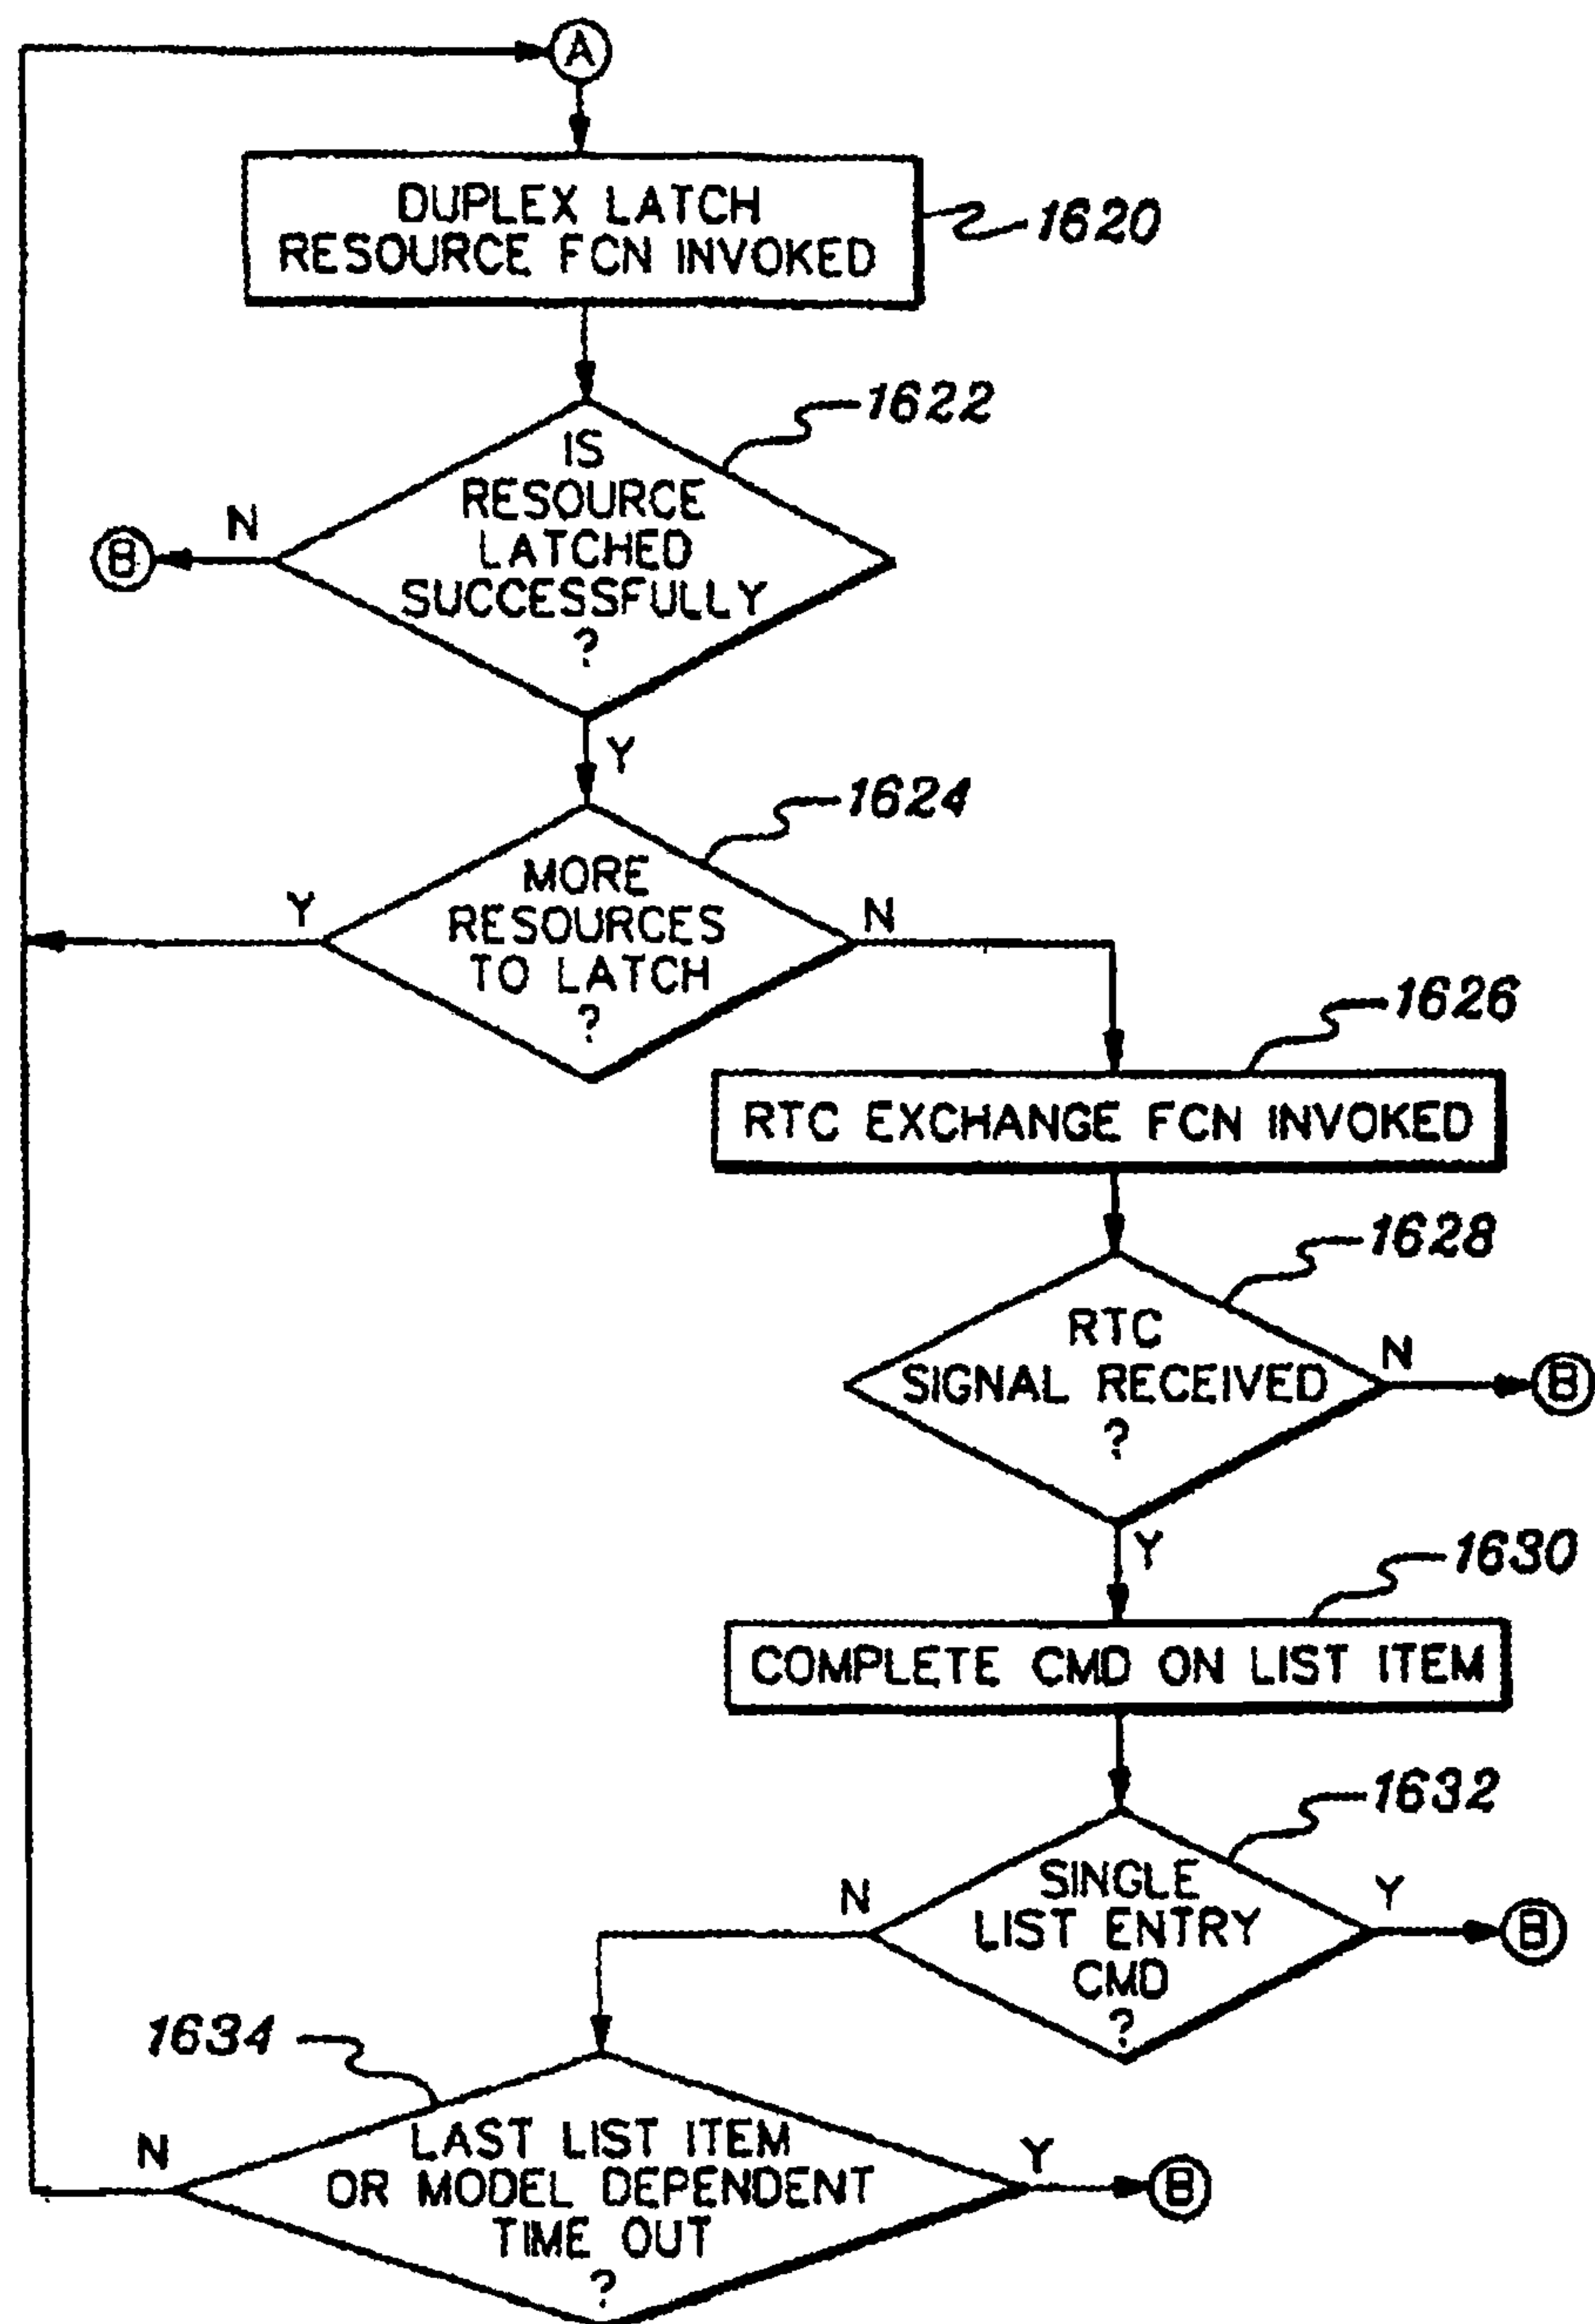 A
DUPLEX LATCH
RESOURCE FCN INVOKED
1620
1622
IS
RESOURCE
LATCHED
SUCCESSFULLY
?
N
B
Y
1624
MORE
RESOURCES
TO LATCH
?
Y
N
1626
RTC EXCHANGE FCN INVOKED
1628
RTC
SIGNAL RECEIVED
?
N
B
Y
1630
COMPLETE CMD ON LIST ITEM
1632
SINGLE
LIST ENTRY
CMD
?
N
Y
B
1634
LAST LIST ITEM
OR MODEL DEPENDENT
TIME OUT
?
N
Y
B